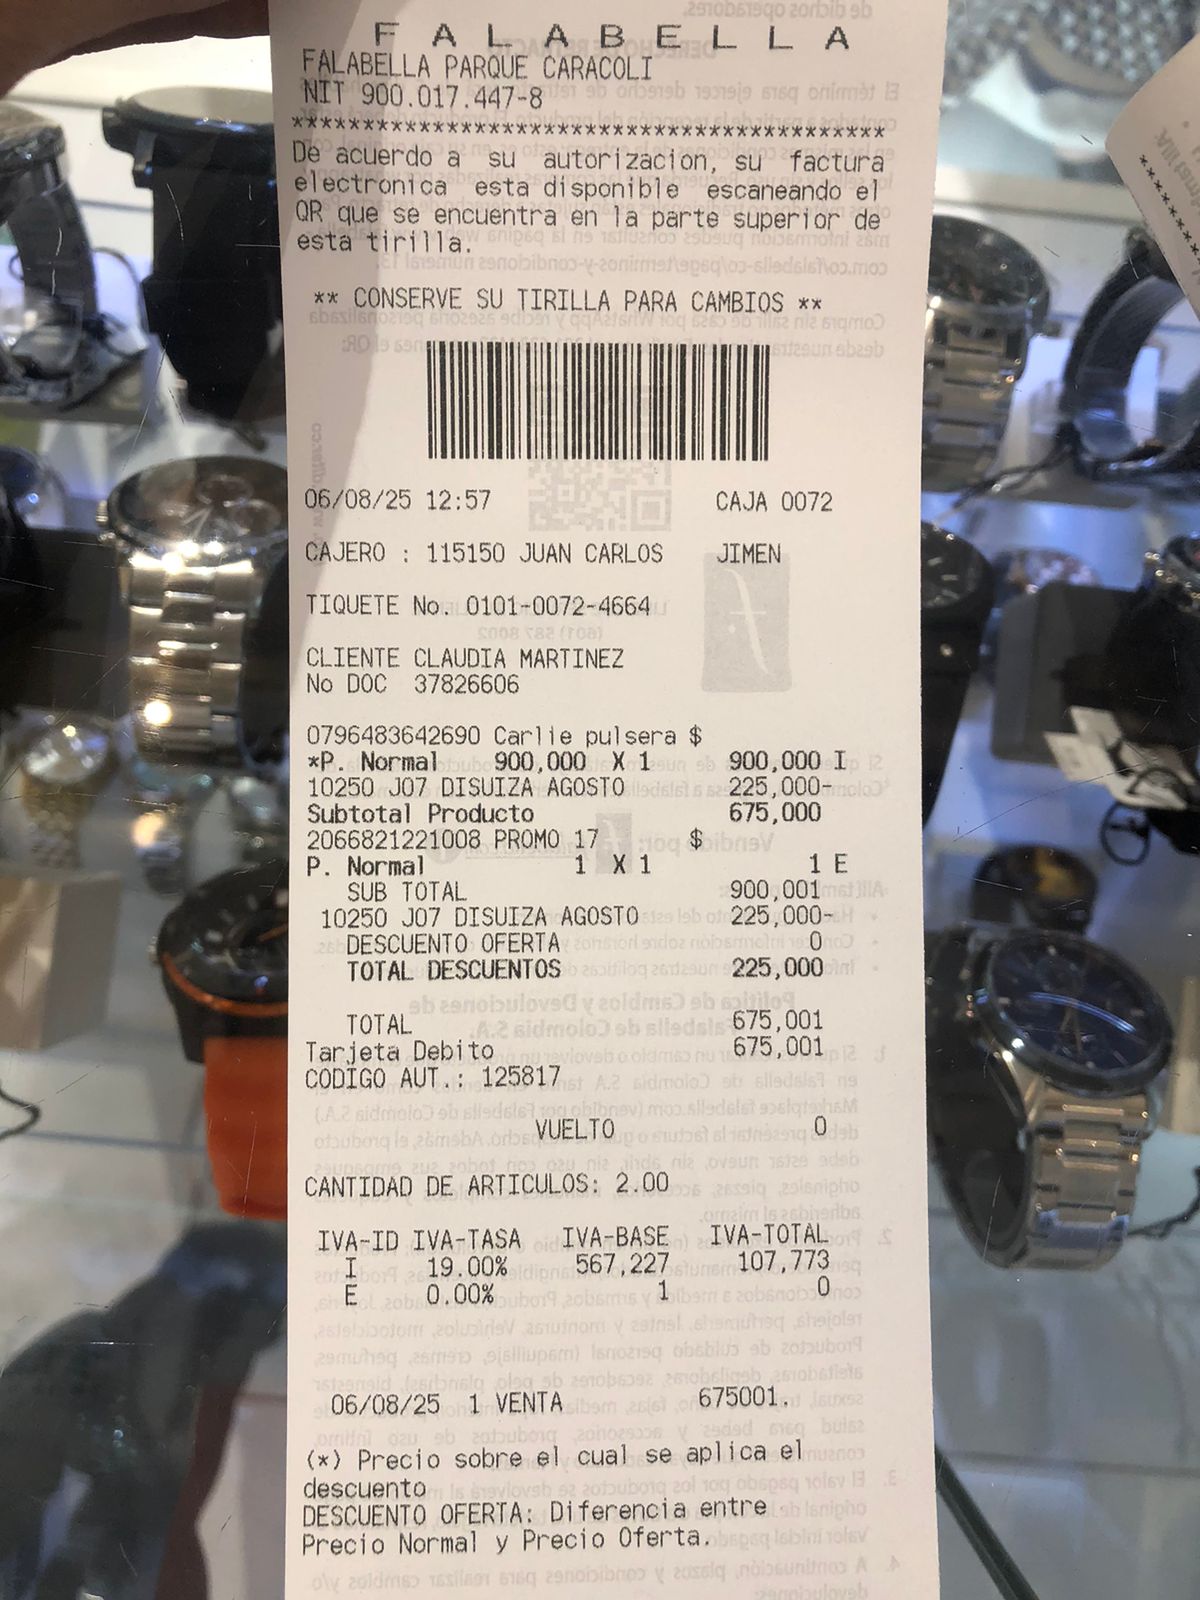 F A L A B E L L A
FALABELLA PARQUE CARACOLI
NIT 900.017.447-8
******************************************
De acuerdo a su autorizacion, su factura
electronica esta disponible escaneando el
QR que se encuentra en la parte superior de
esta tirilla.
** CONSERVE SU TIRILLA PARA CAMBIOS **
06/08/25 12:57 CAJA 0072
CAJERO : 115150 JUAN CARLOS JIMEN
TIQUETE No. 0101-0072-4664
CLIENTE CLAUDIA MARTINEZ
No DOC 37826606
0796483642690 Carlie pulsera $
*P. Normal 900,000 X 1 900,000 I
10250 J07 DISUIZA AGOSTO 225,000-
Subtotal Producto 675,000
2066821221008 PROMO 17 $
P. Normal 1 X 1 1 E
SUB TOTAL 900,001
10250 J07 DISUIZA AGOSTO 225,000-
DESCUENTO OFERTA 0
TOTAL DESCUENTOS 225,000
TOTAL 675,001
Tarjeta Debito 675,001
CODIGO AUT.: 125817
VUELTO 0
CANTIDAD DE ARTICULOS: 2.00
IVA-ID IVA-TASA IVA-BASE IVA-TOTAL
I 19.00% 567,227 107,773
E 0.00% 1 0
06/08/25 1 VENTA 675001.
(*) Precio sobre el cual se aplica el
descuento
DESCUENTO OFERTA: Diferencia entre
Precio Normal y Precio Oferta.